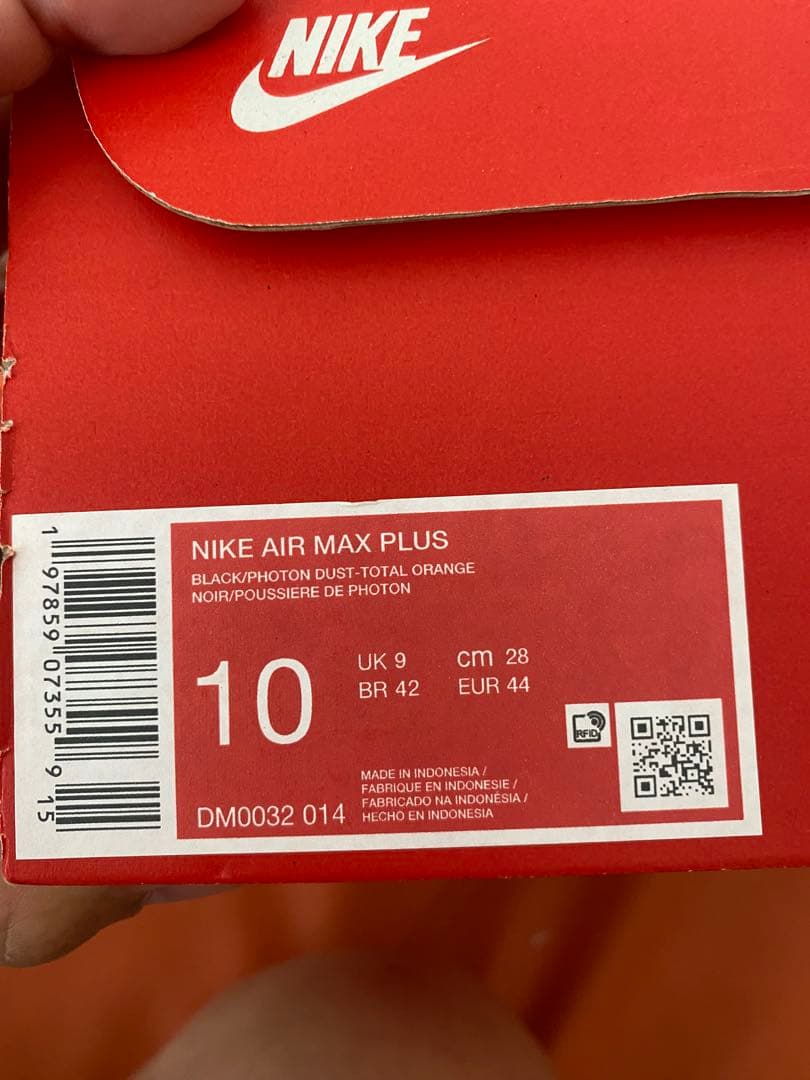 NIKE
NIKE AIR MAX PLUS
BLACK/PHOTON DUST-TOTAL ORANGE
NOIR/POUSSIERE DE PHOTON
10
UK 9
cm 28
BR 42
EUR 44
RFID
MADE IN INDONESIA /
FABRIQUE EN INDONESIE /
FABRICADO NA INDONÉSIA /
HECHO EN INDONESIA
DM0032 014
1 97859 07355 9 15